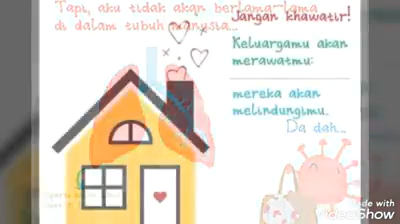 Tapi, aku tidak akan berlama-lama
di dalam tubuh manusia...
Jangan khawatir!
Keluargamu akan
merawatmu:
mereka akan
melindungimu.
Da dah...
Made with
VideoShow